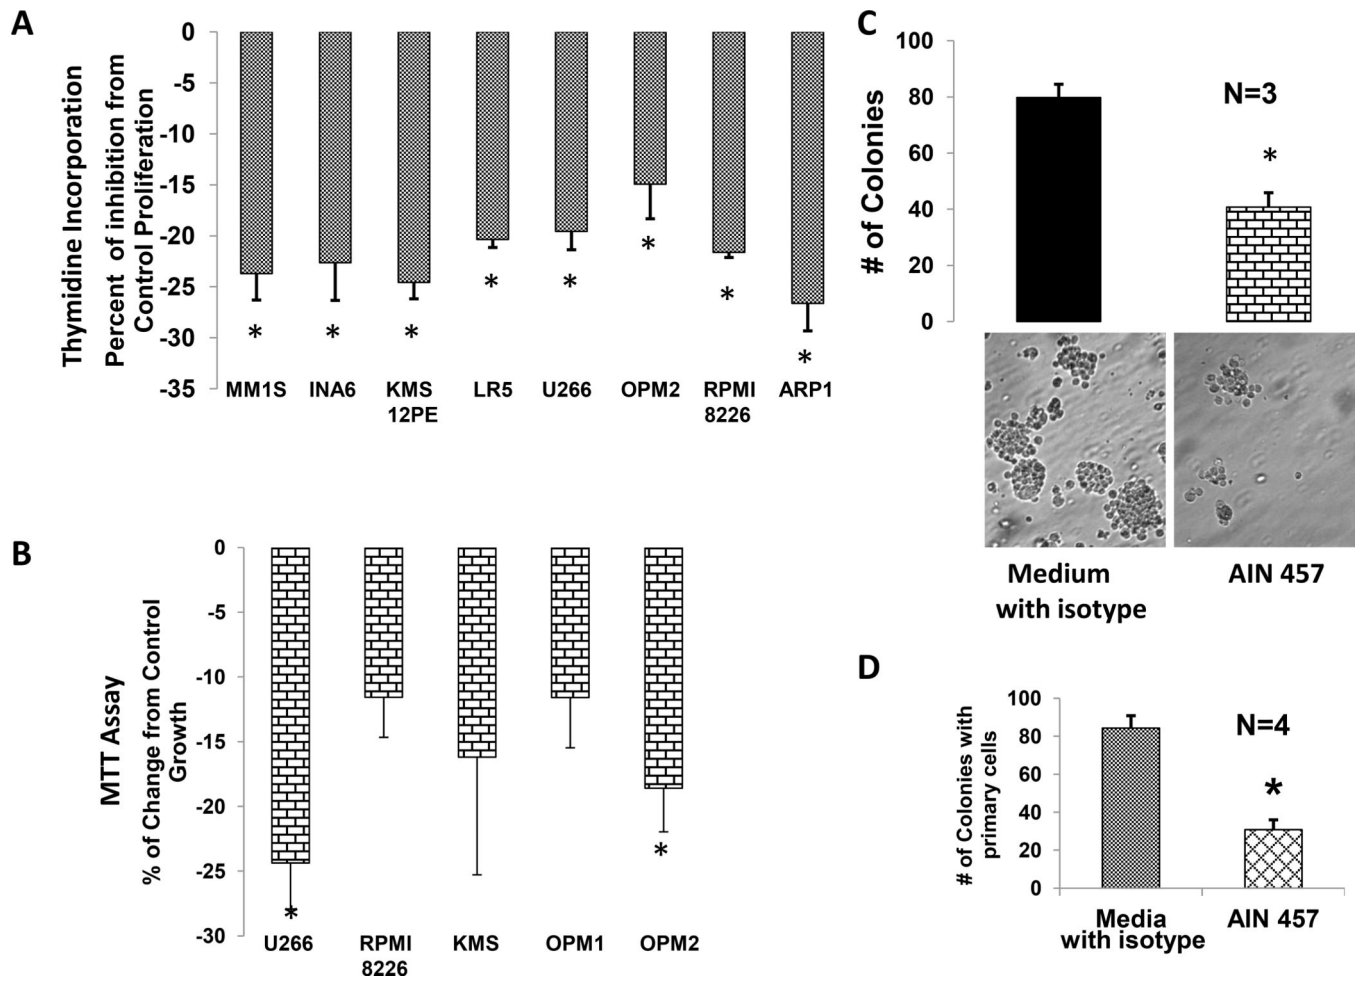 A
Thymidine Incorporation
Percent of inhibition from
Control Proliferation
0
-5
-10
-15
-20
-25
-30
-35
* * * * * * * *
MM1S INA6 KMS LR5 U266 OPM2 RPMI ARP1
12PE 8226
B
MTT Assay
% of Change from Control
Growth
0
-5
-10
-15
-20
-25
-30
* *
U266 RPMI KMS OPM1 OPM2
8226
C
# of Colonies
100
80
60
40
20
0
N=3
*
Medium AIN 457
with isotype
D
# of Colonies with
primary cells
100
80
60
40
20
0
N=4
*
Media AIN 457
with isotype